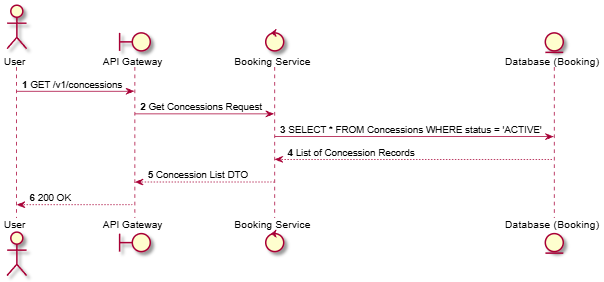 User
API Gateway
Booking Service
Database (Booking)
1 GET /v1/concessions
2 Get Concessions Request
3 SELECT * FROM Concessions WHERE status = 'ACTIVE'
4 List of Concession Records
5 Concession List DTO
6 200 OK
User
API Gateway
Booking Service
Database (Booking)